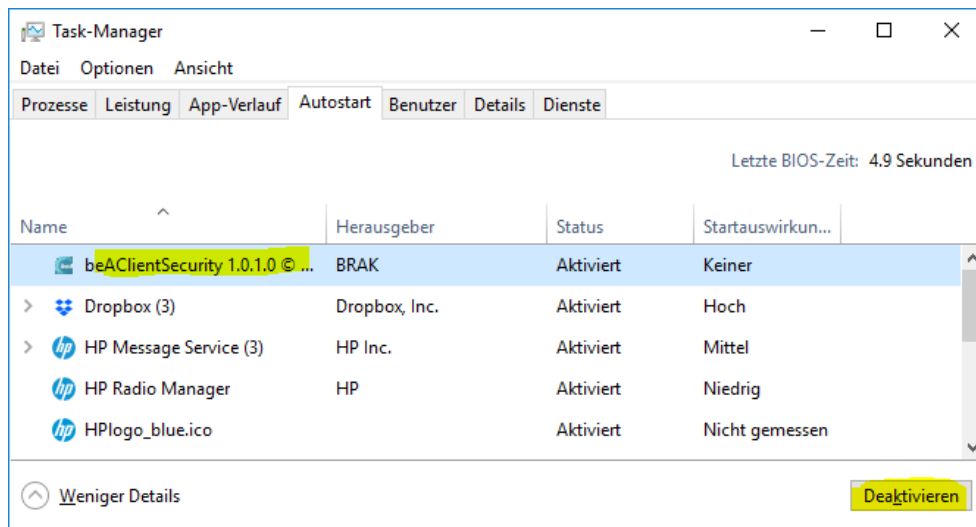 Task-Manager
Datei Optionen Ansicht
Prozesse Leistung App-Verlauf Autostart Benutzer Details Dienste
Letzte BIOS-Zeit: 4.9 Sekunden
Name Herausgeber Status Startauswirkun...
beAClientSecurity 1.0.1.0 © ... BRAK Aktiviert Keiner
Dropbox (3) Dropbox, Inc. Aktiviert Hoch
HP Message Service (3) HP Inc. Aktiviert Mittel
HP Radio Manager HP Aktiviert Niedrig
HPlogo_blue.ico Aktiviert Nicht gemessen
Weniger Details Deaktivieren